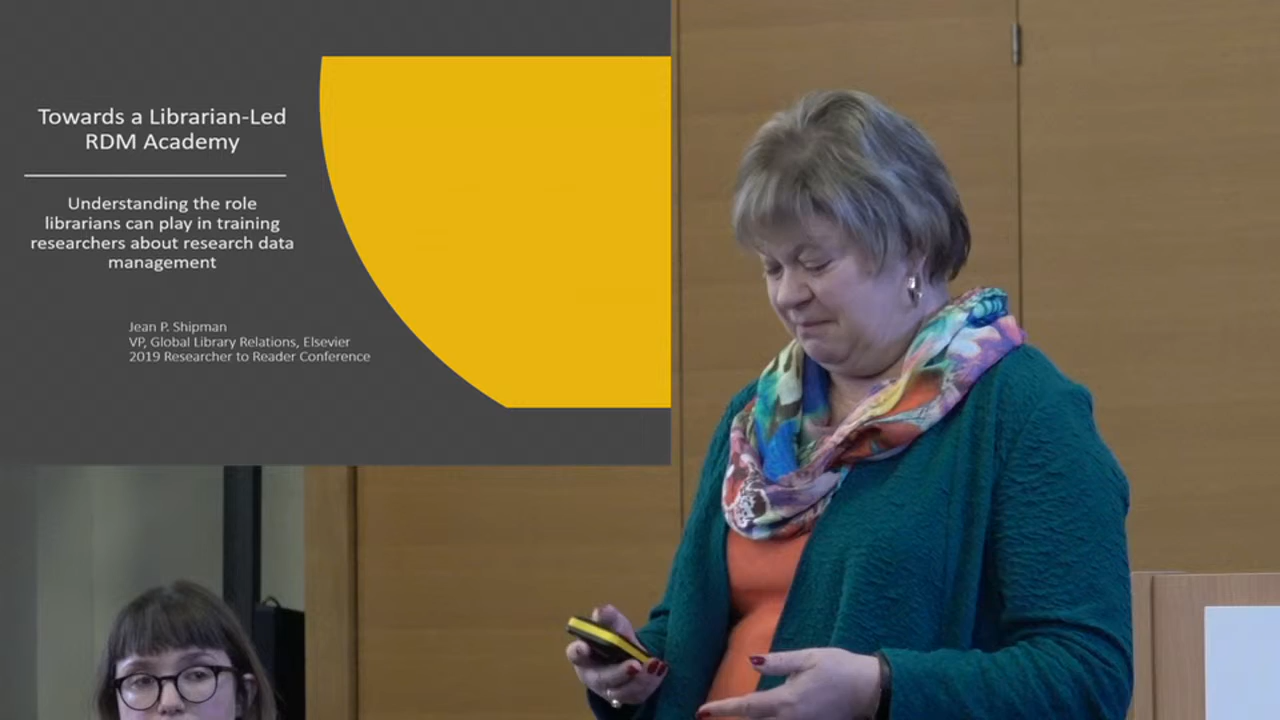 Towards a Librarian-Led
RDM Academy
Understanding the role
librarians can play in training
researchers about research data
management
Jean P. Shipman
VP, Global Library Relations, Elsevier
2019 Researcher to Reader Conference